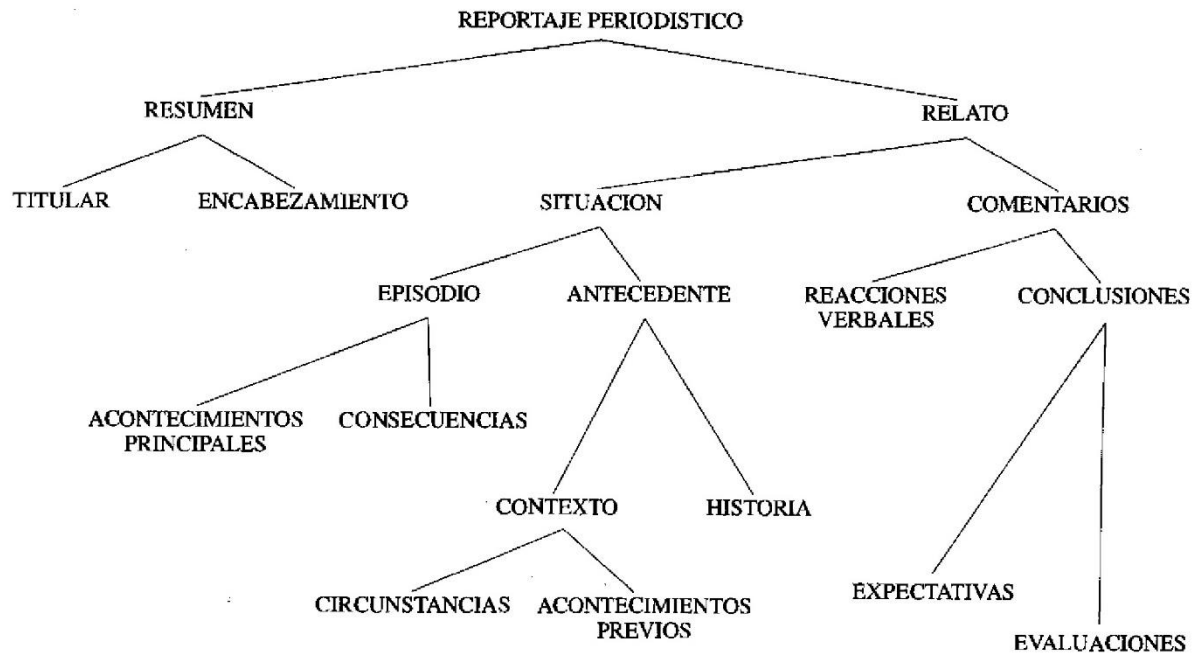 REPORTAJE PERIODISTICO
RESUMEN
RELATO
TITULAR
ENCABEZAMIENTO
SITUACION
COMENTARIOS
EPISODIO
ANTECEDENTE
REACCIONES
VERBALES
CONCLUSIONES
ACONTECIMIENTOS
PRINCIPALES
CONSECUENCIAS
CONTEXTO
HISTORIA
CIRCUNSTANCIAS
ACONTECIMIENTOS
PREVIOS
EXPECTATIVAS
EVALUACIONES